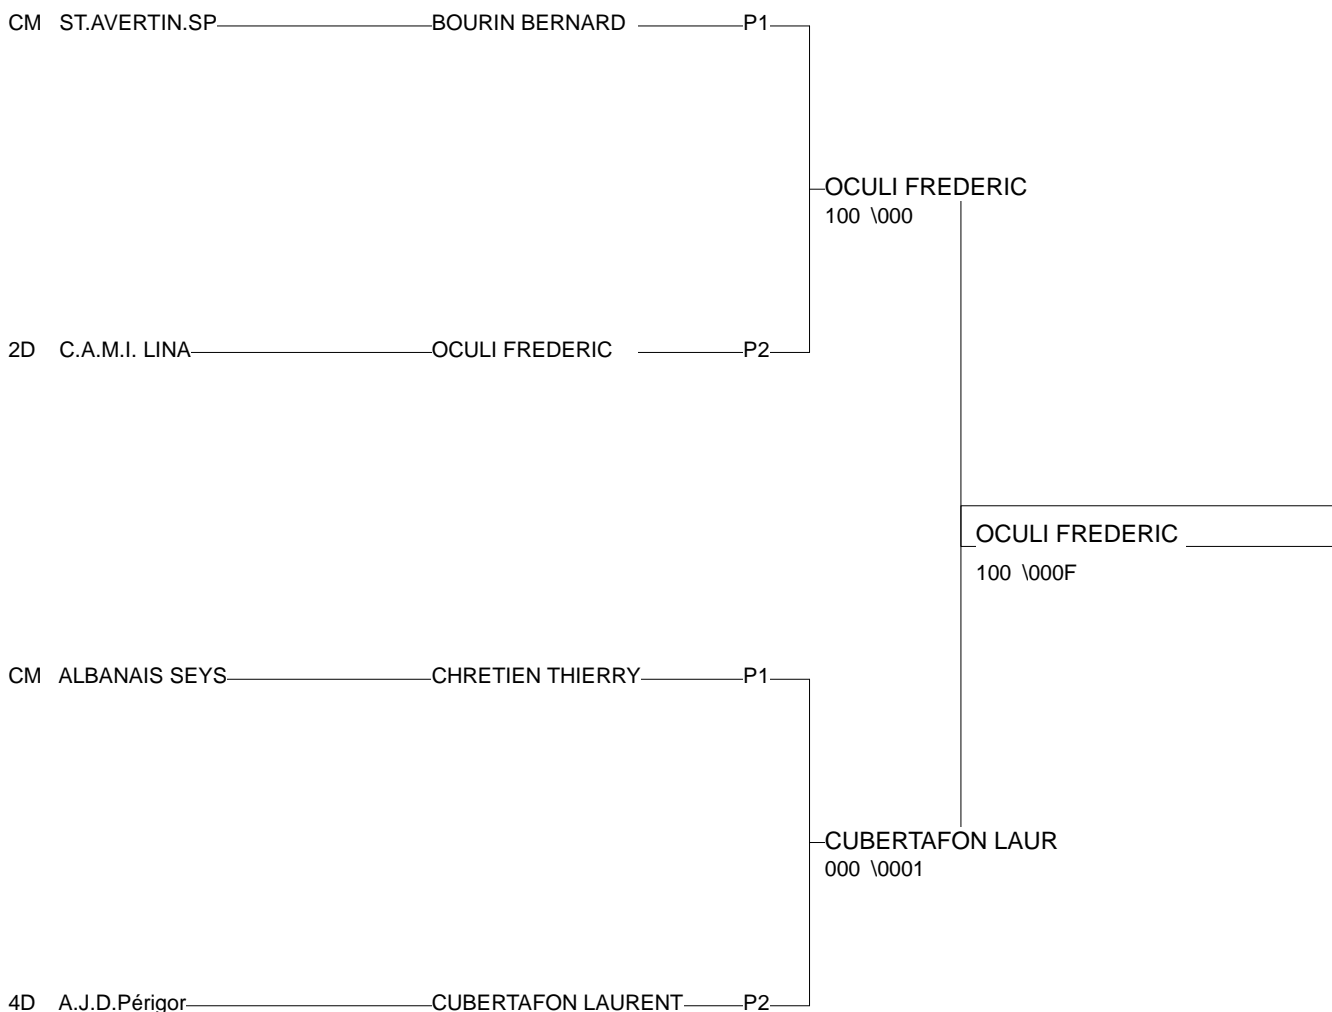 CM ST.AVERTIN.SP BOURIN BERNARD P1
OCULI FREDERIC
100 \000
2D C.A.M.I. LINA OCULI FREDERIC P2
OCULI FREDERIC
100 \000F
CM ALBANAIS SEYS CHRETIEN THIERRY P1
CUBERTAFON LAUR
000 \0001
4D A.J.D.Périgor CUBERTAFON LAURENT P2